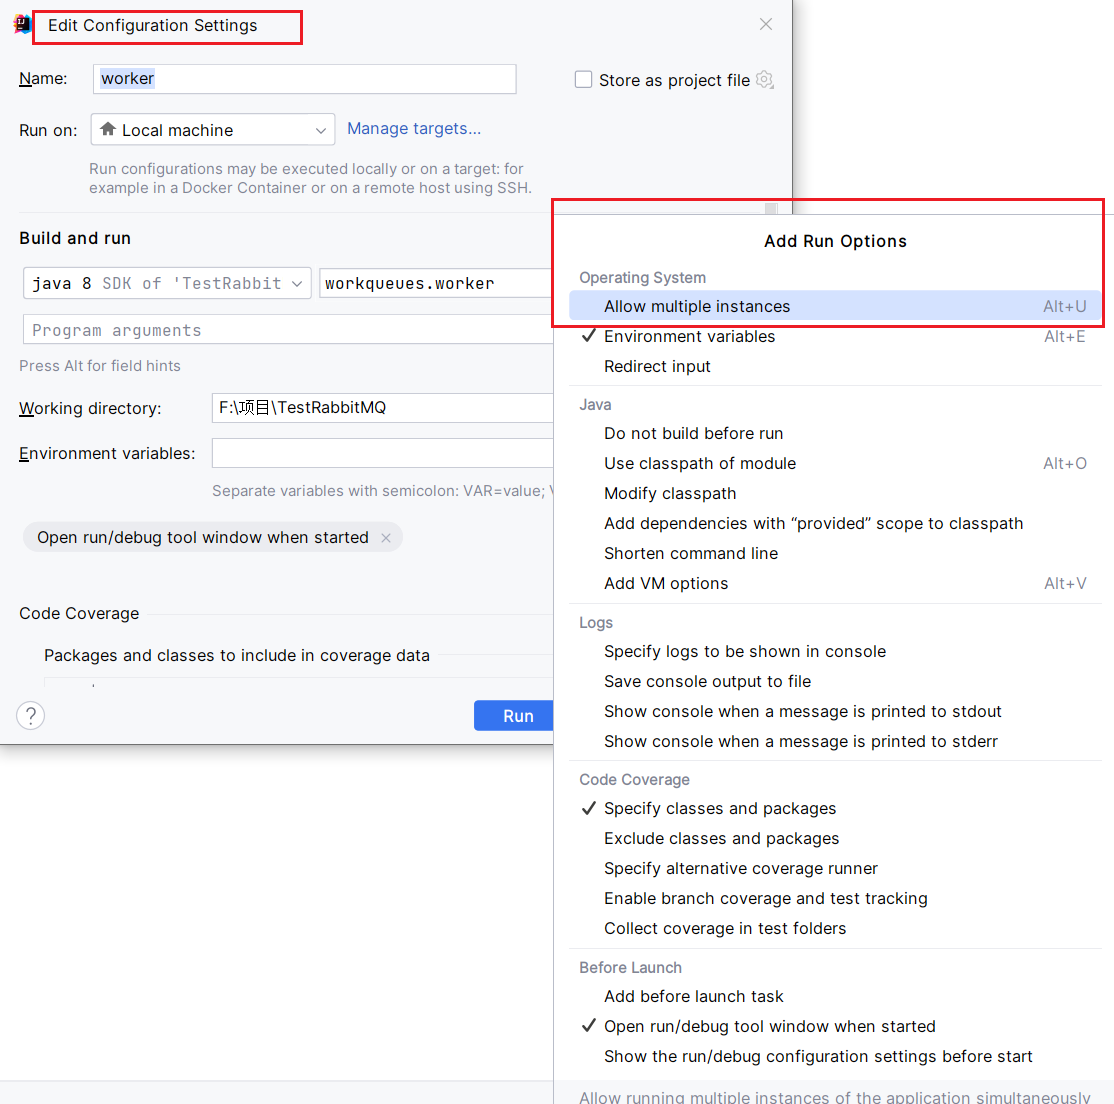 Edit Configuration Settings
Name: worker
Store as project file
Run on: Local machine Manage targets...
Run configurations may be executed locally or on a target: for
example in a Docker Container or on a remote host using SSH.
Build and run
java 8 SDK of 'TestRabbit workqueues.worker
Program arguments
Press Alt for field hints
Working directory: F:\项目\TestRabbitMQ
Environment variables:
Separate variables with semicolon: VAR=value;
Open run/debug tool window when started ×
Code Coverage
Packages and classes to include in coverage data
? Run
Add Run Options
Operating System
Allow multiple instances Alt+U
Environment variables Alt+E
Redirect input
Java
Do not build before run
Use classpath of module Alt+O
Modify classpath
Add dependencies with “provided” scope to classpath
Shorten command line
Add VM options Alt+V
Logs
Specify logs to be shown in console
Save console output to file
Show console when a message is printed to stdout
Show console when a message is printed to stderr
Code Coverage
Specify classes and packages
Exclude classes and packages
Specify alternative coverage runner
Enable branch coverage and test tracking
Collect coverage in test folders
Before Launch
Add before launch task
Open run/debug tool window when started
Show the run/debug configuration settings before start
Allow running multiple instances of the application simultaneously